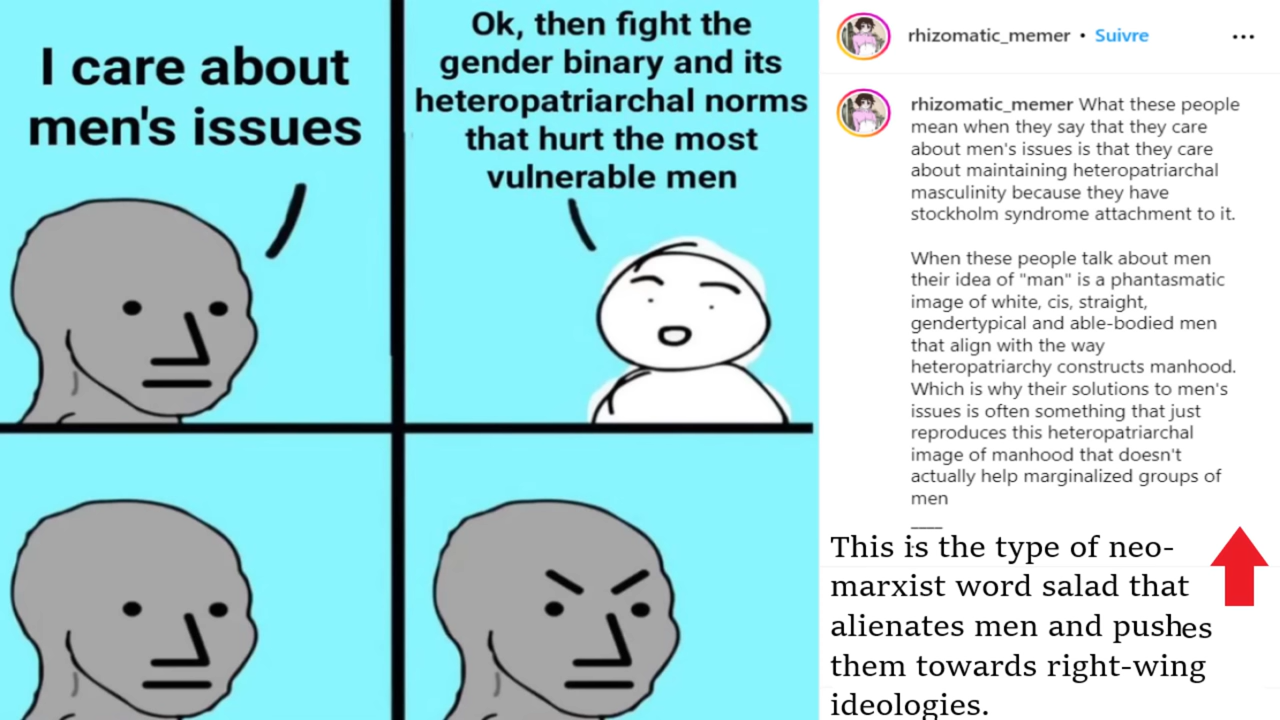 I care about
men's issues
Ok, then fight the
gender binary and its
heteropatriarchal norms
that hurt the most
vulnerable men
rhizomatic_memer • Suivre
rhizomatic_memer What these people
mean when they say that they care
about men's issues is that they care
about maintaining heteropatriarchal
masculinity because they have
stockholm syndrome attachment to it.
When these people talk about men
their idea of "man" is a phantasmatic
image of white, cis, straight,
gendertypical and able-bodied men
that align with the way
heteropatriarchy constructs manhood.
Which is why their solutions to men's
issues is often something that just
reproduces this heteropatriarchal
image of manhood that doesn't
actually help marginalized groups of
men
This is the type of neo-
marxist word salad that
alienates men and pushes
them towards right-wing
ideologies.